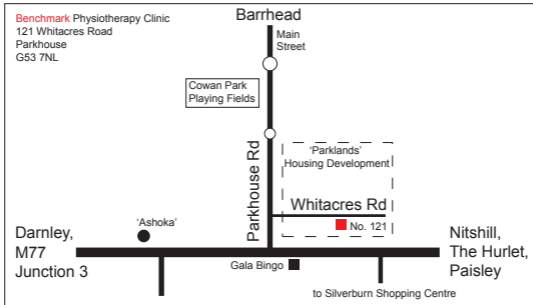 Benchmark Physiotherapy Clinic
121 Whitacres Road
Parkhouse
G53 7NL
Barrhead
Main
Street
Cowan Park
Playing Fields
Parkhouse Rd
'Parklands'
Housing Development
Whitacres Rd
No. 121
'Ashoka'
Darnley,
M77
Junction 3
Nitshill,
The Hurlet,
Paisley
Gala Bingo
to Silverburn Shopping Centre